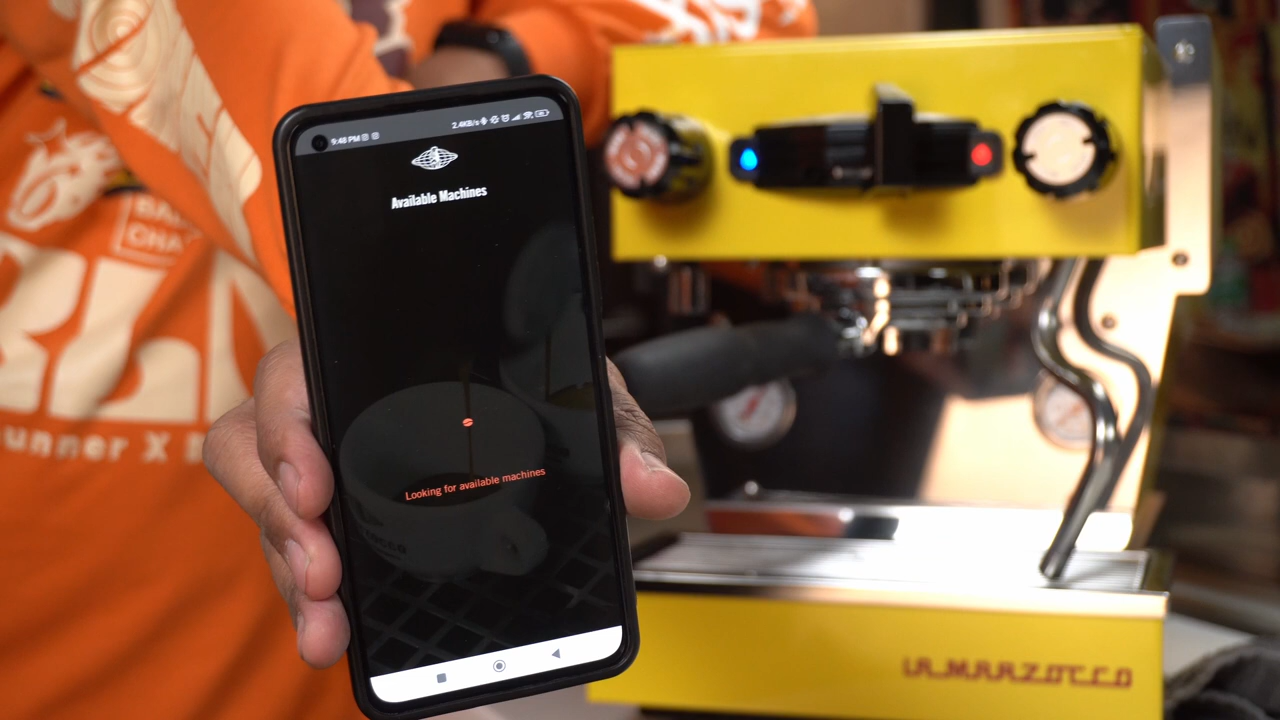 9:48 PM
2.4KB/s
Available Machines
Looking for available machines
unner X
LA MARZOCCO